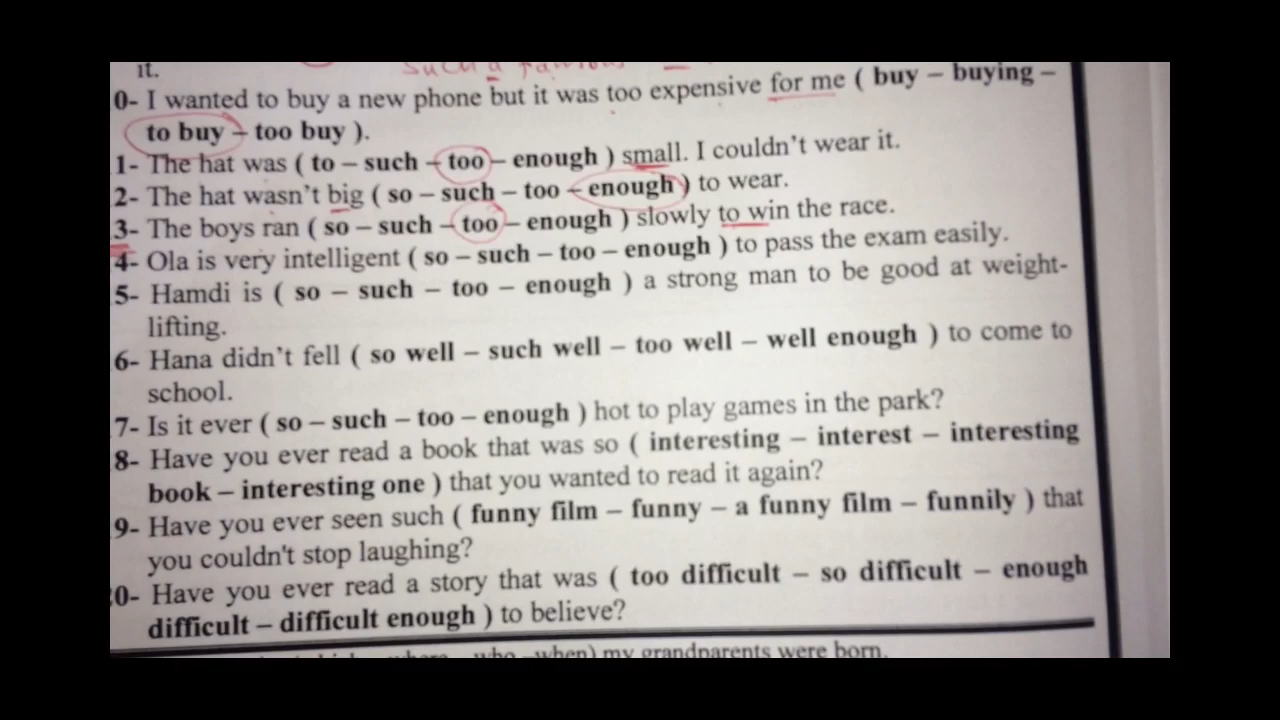 it.
such a
0- I wanted to buy a new phone but it was too expensive for me ( buy – buying –
to buy – too buy ).
1- The hat was ( to – such – too – enough ) small. I couldn't wear it.
2- The hat wasn't big ( so – such – too – enough ) to wear.
3- The boys ran ( so – such – too – enough ) slowly to win the race.
4- Ola is very intelligent ( so – such – too – enough ) to pass the exam easily.
5- Hamdi is ( so – such – too – enough ) a strong man to be good at weight-
lifting.
6- Hana didn't fell ( so well – such well – too well – well enough ) to come to
school.
7- Is it ever ( so – such – too – enough ) hot to play games in the park?
8- Have you ever read a book that was so ( interesting – interest – interesting
book – interesting one ) that you wanted to read it again?
9- Have you ever seen such ( funny film – funny – a funny film – funnily ) that
you couldn't stop laughing?
0- Have you ever read a story that was ( too difficult – so difficult – enough
difficult – difficult enough ) to believe?
where – who –when) my grandparents were born.